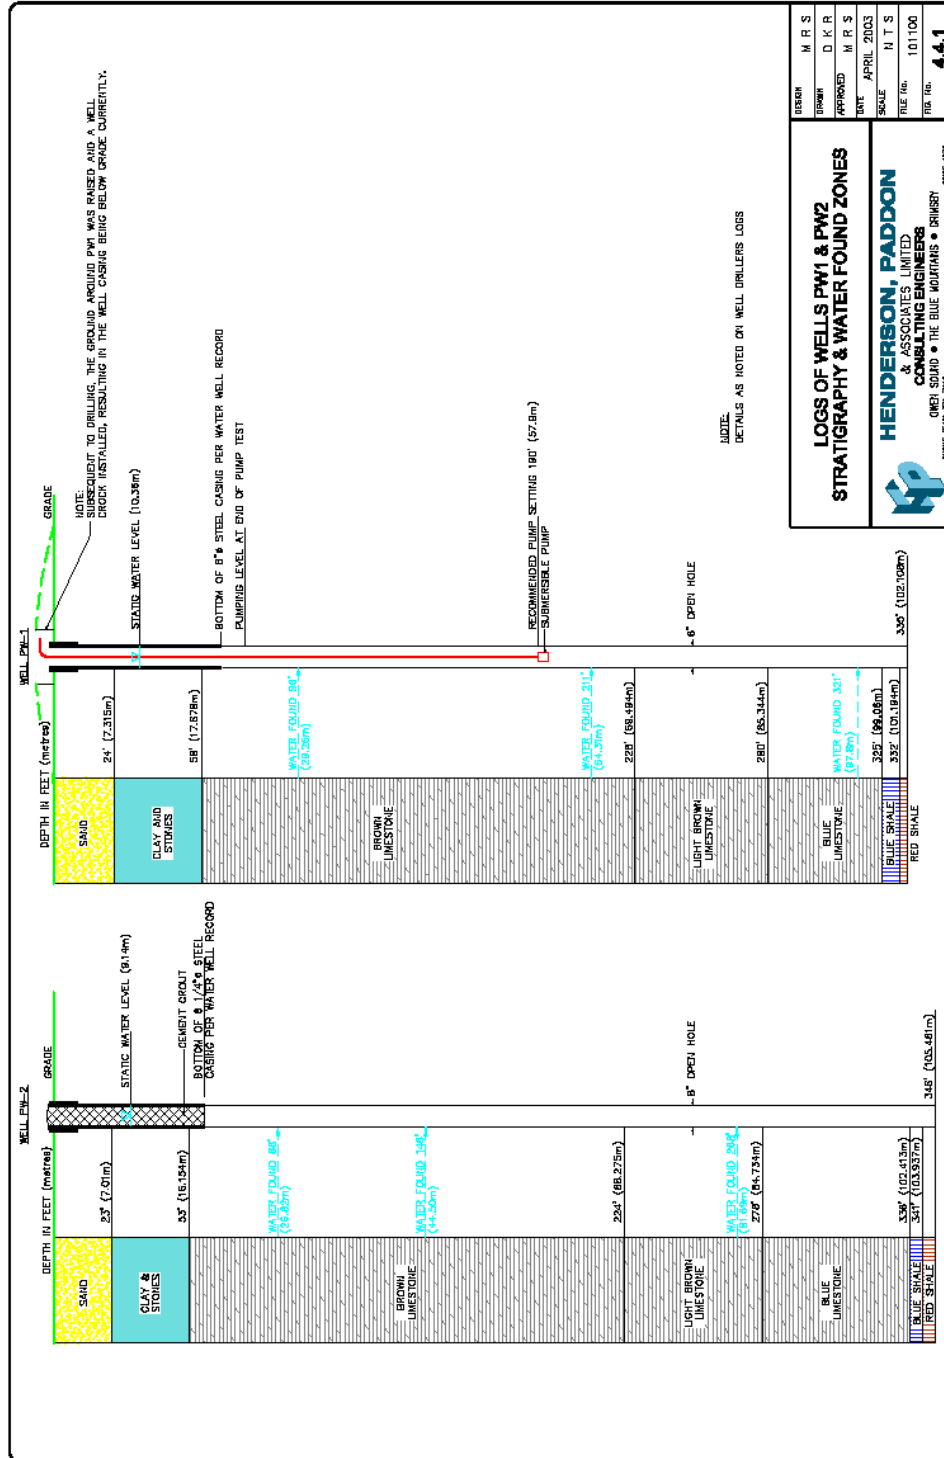 WELL PW-2
DEPTH IN FEET (metres)
GRADE
SAND
23' (7.01m)
STATIC WATER LEVEL (9.14m)
CLAY &
STONES
CEMENT GROUT
53' (16.154m)
BOTTOM OF 6 1/4"ø STEEL
CASING PER WATER WELL RECORD
WATER FOUND 88'
(26.82m)
BROWN
LIMESTONE
WATER FOUND 146'
(44.50m)
224' (68.275m)
LIGHT BROWN
LIMESTONE
6" OPEN HOLE
WATER FOUND 268'
(81.69m)
278' (84.734m)
BLUE
LIMESTONE
336' (102.413m)
BLUE SHALE
341' (103.937m)
RED SHALE
346' (105.461m)
WELL PW-1
DEPTH IN FEET (metres)
GRADE
NOTE:
SUBSEQUENT TO DRILLING, THE GROUND AROUND PW1 WAS RAISED AND A WELL
CROCK INSTALLED, RESULTING IN THE WELL CASING BEING BELOW GRADE CURRENTLY.
SAND
24' (7.315m)
STATIC WATER LEVEL (10.36m)
CLAY AND
STONES
58' (17.678m)
BOTTOM OF 6"ø STEEL CASING PER WATER WELL RECORD
PUMPING LEVEL AT END OF PUMP TEST
WATER FOUND 96'
(29.26m)
BROWN
LIMESTONE
RECOMMENDED PUMP SETTING 190' (57.9m)
SUBMERSIBLE PUMP
WATER FOUND 211'
(64.31m)
228' (69.494m)
LIGHT BROWN
LIMESTONE
6" OPEN HOLE
280' (85.344m)
BLUE
LIMESTONE
WATER FOUND 321'
(97.8m)
325' (99.06m)
BLUE SHALE
332' (101.194m)
RED SHALE
335' (102.108m)
NOTE:
DETAILS AS NOTED ON WELL DRILLERS LOGS
LOGS OF WELLS PW1 & PW2
STRATIGRAPHY & WATER FOUND ZONES
HP
HENDERSON, PADDON
& ASSOCIATES LIMITED
CONSULTING ENGINEERS
OWEN SOUND • THE BLUE MOUNTAINS • GRIMSBY
DESIGN M R S
DRAWN D K R
APPROVED M R S
DATE APRIL 2003
SCALE N T S
FILE No. 101100
FIG. No. 4.4.1